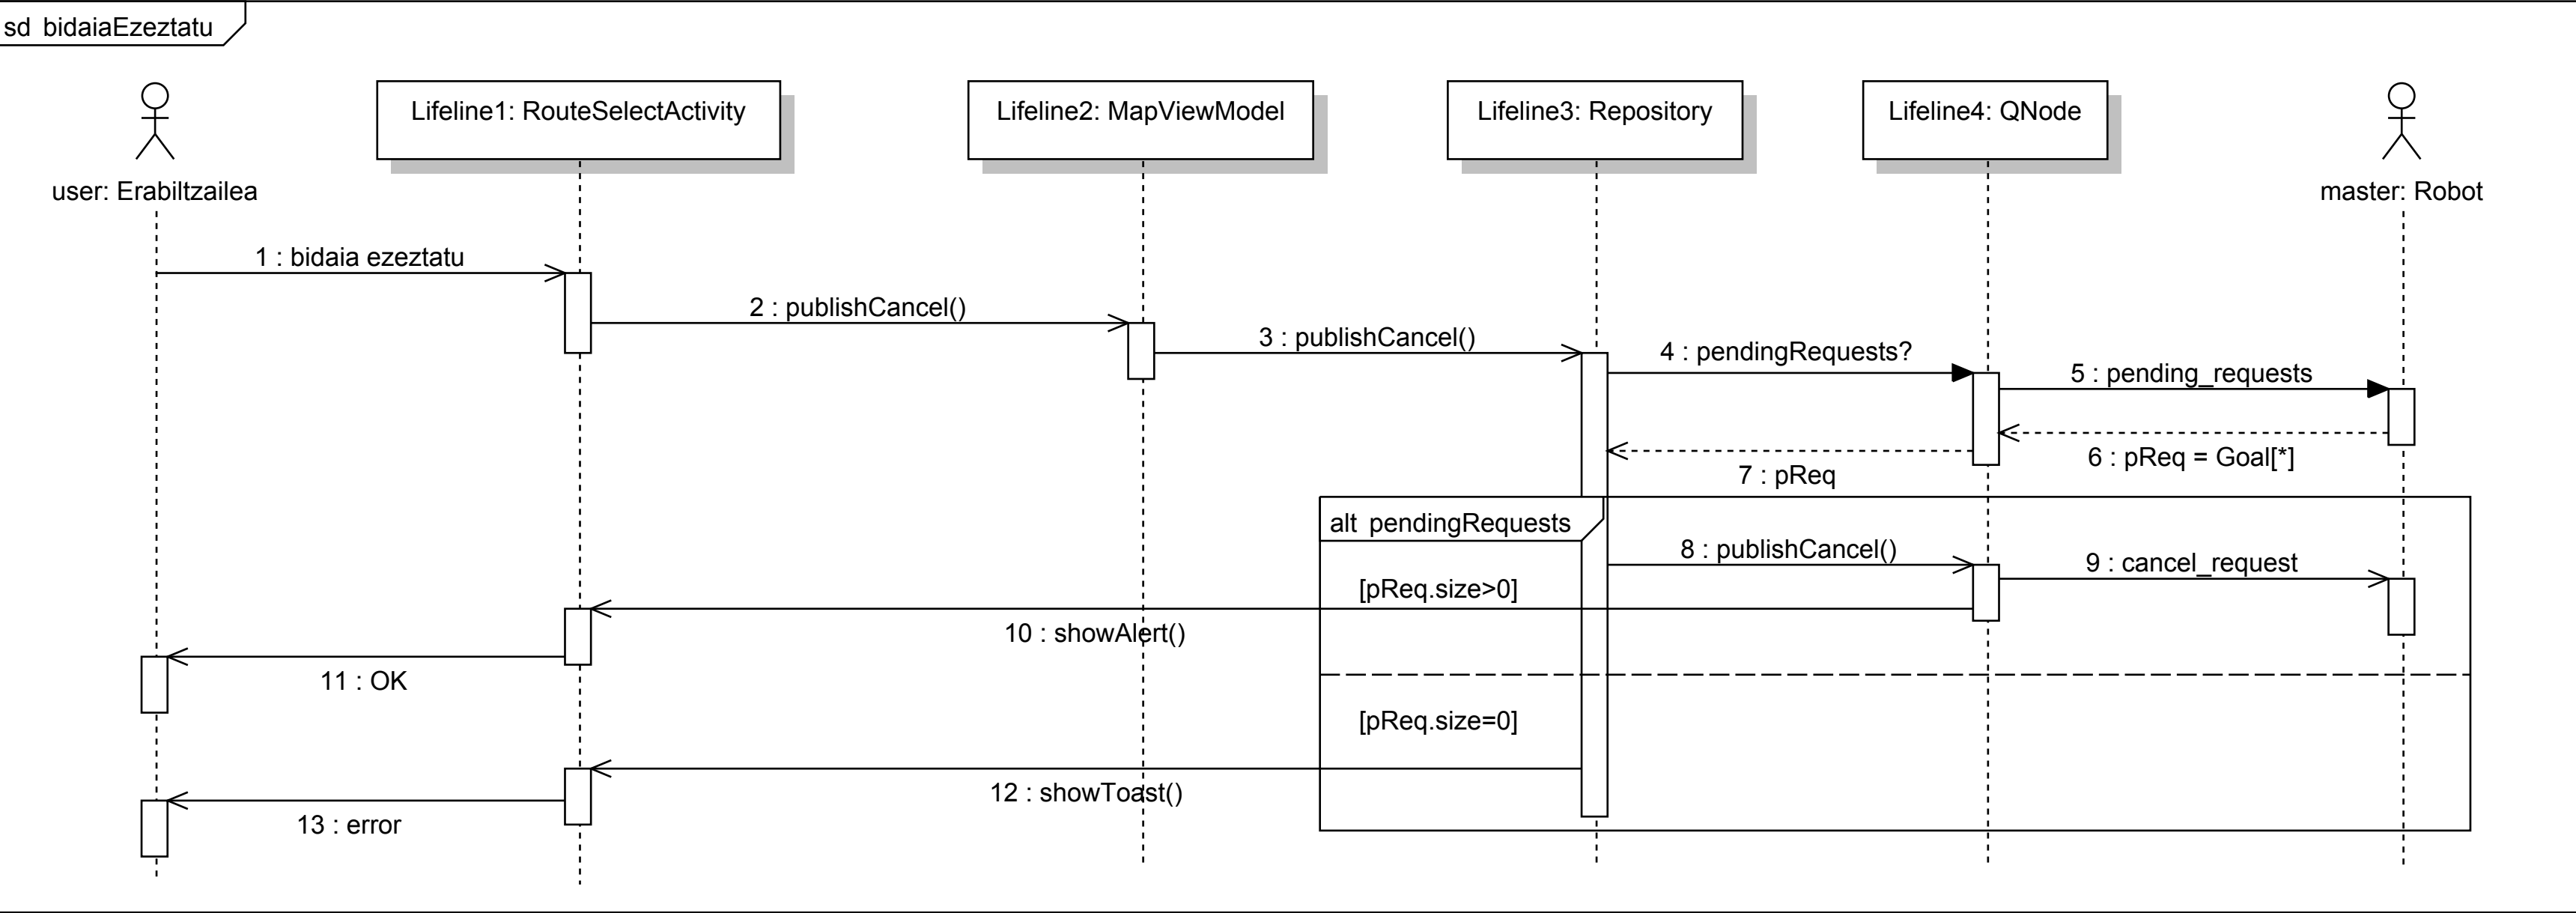 sd bidaiaEzeztatu
Lifeline1: RouteSelectActivity
Lifeline2: MapViewModel
Lifeline3: Repository
Lifeline4: QNode
user: Erabiltzailea
master: Robot
1 : bidaia ezeztatu
2 : publishCancel()
3 : publishCancel()
4 : pendingRequests?
5 : pending_requests
6 : pReq = Goal[*]
7 : pReq
alt pendingRequests
8 : publishCancel()
9 : cancel_request
[pReq.size>0]
10 : showAlert()
11 : OK
[pReq.size=0]
12 : showToast()
13 : error